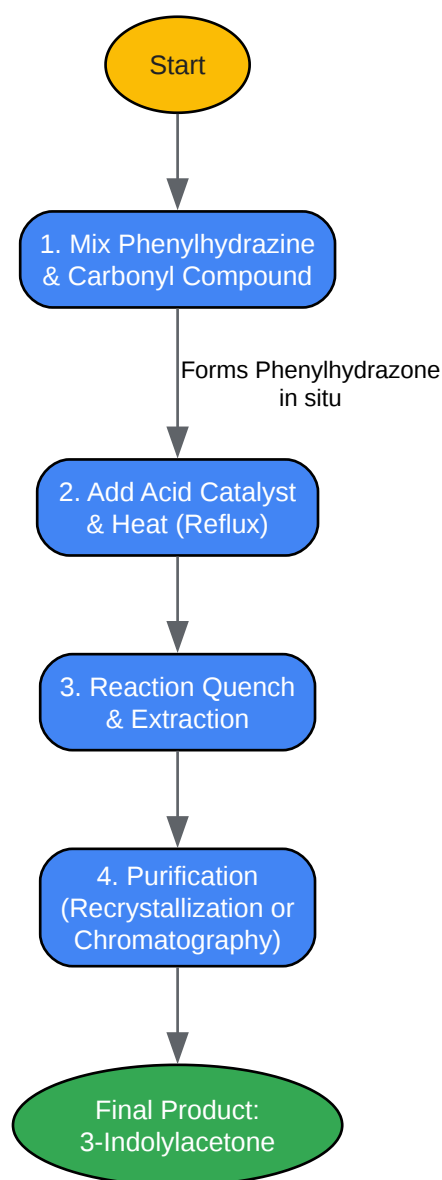 Start
1. Mix Phenylhydrazine
& Carbonyl Compound
Forms Phenylhydrazone
in situ
2. Add Acid Catalyst
& Heat (Reflux)
3. Reaction Quench
& Extraction
4. Purification
(Recrystallization or
Chromatography)
Final Product:
3-Indolylacetone